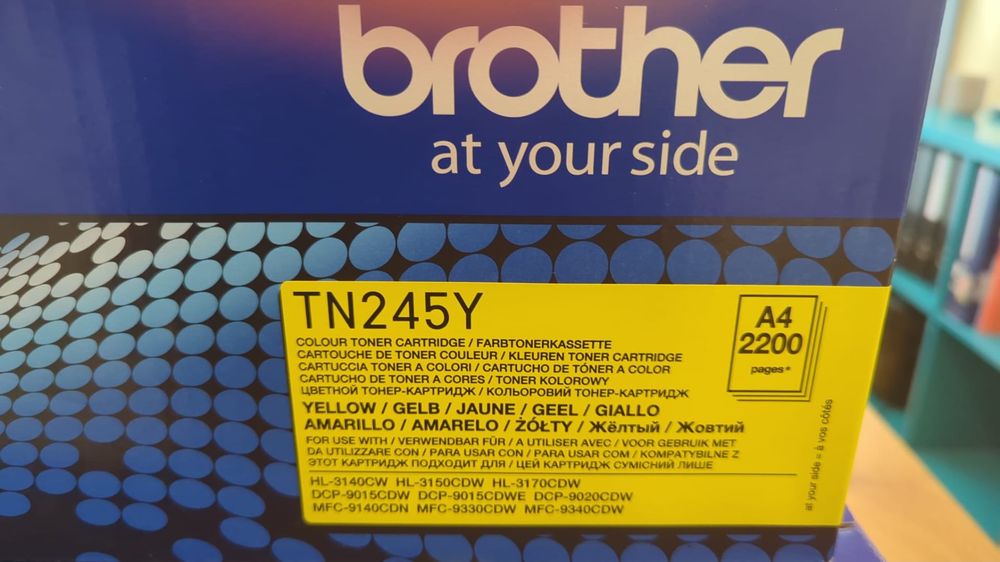 brother
at your side
TN245Y
COLOUR TONER CARTRIDGE / FARBTONERKASSETTE
CARTOUCHE DE TONER COULEUR / KLEUREN TONER CARTRIDGE
CARTUCCIA TONER A COLORI / CARTUCHO DE TÓNER A COLOR
CARTUCHO DE TONER A CORES / TONER KOLOROWY
ЦВЕТНОЙ ТОНЕР-КАРТРИДЖ / КОЛЬОРОВИЙ ТОНЕР-КАРТРИДЖ
YELLOW / GELB / JAUNE / GEEL / GIALLO
AMARILLO / AMARELO / ŻÓŁTY / Жёлтый / Жовтий
FOR USE WITH / VERWENDBAR FÜR / A UTILISER AVEC / VOOR GEBRUIK MET
DA UTILIZZARE CON / PARA USAR CON / PARA USAR COM / KOMPATYBILNE Z
ЭТОТ КАРТРИДЖ ПОДХОДИТ ДЛЯ / ЦЕЙ КАРТРИДЖ СУМІСНИЙ ЛИШЕ
HL-3140CW HL-3150CDW HL-3170CDW
DCP-9015CDW DCP-9015CDWE DCP-9020CDW
MFC-9140CDN MFC-9330CDW MFC-9340CDW
A4
2200
pages*
at your side = à vos côtés